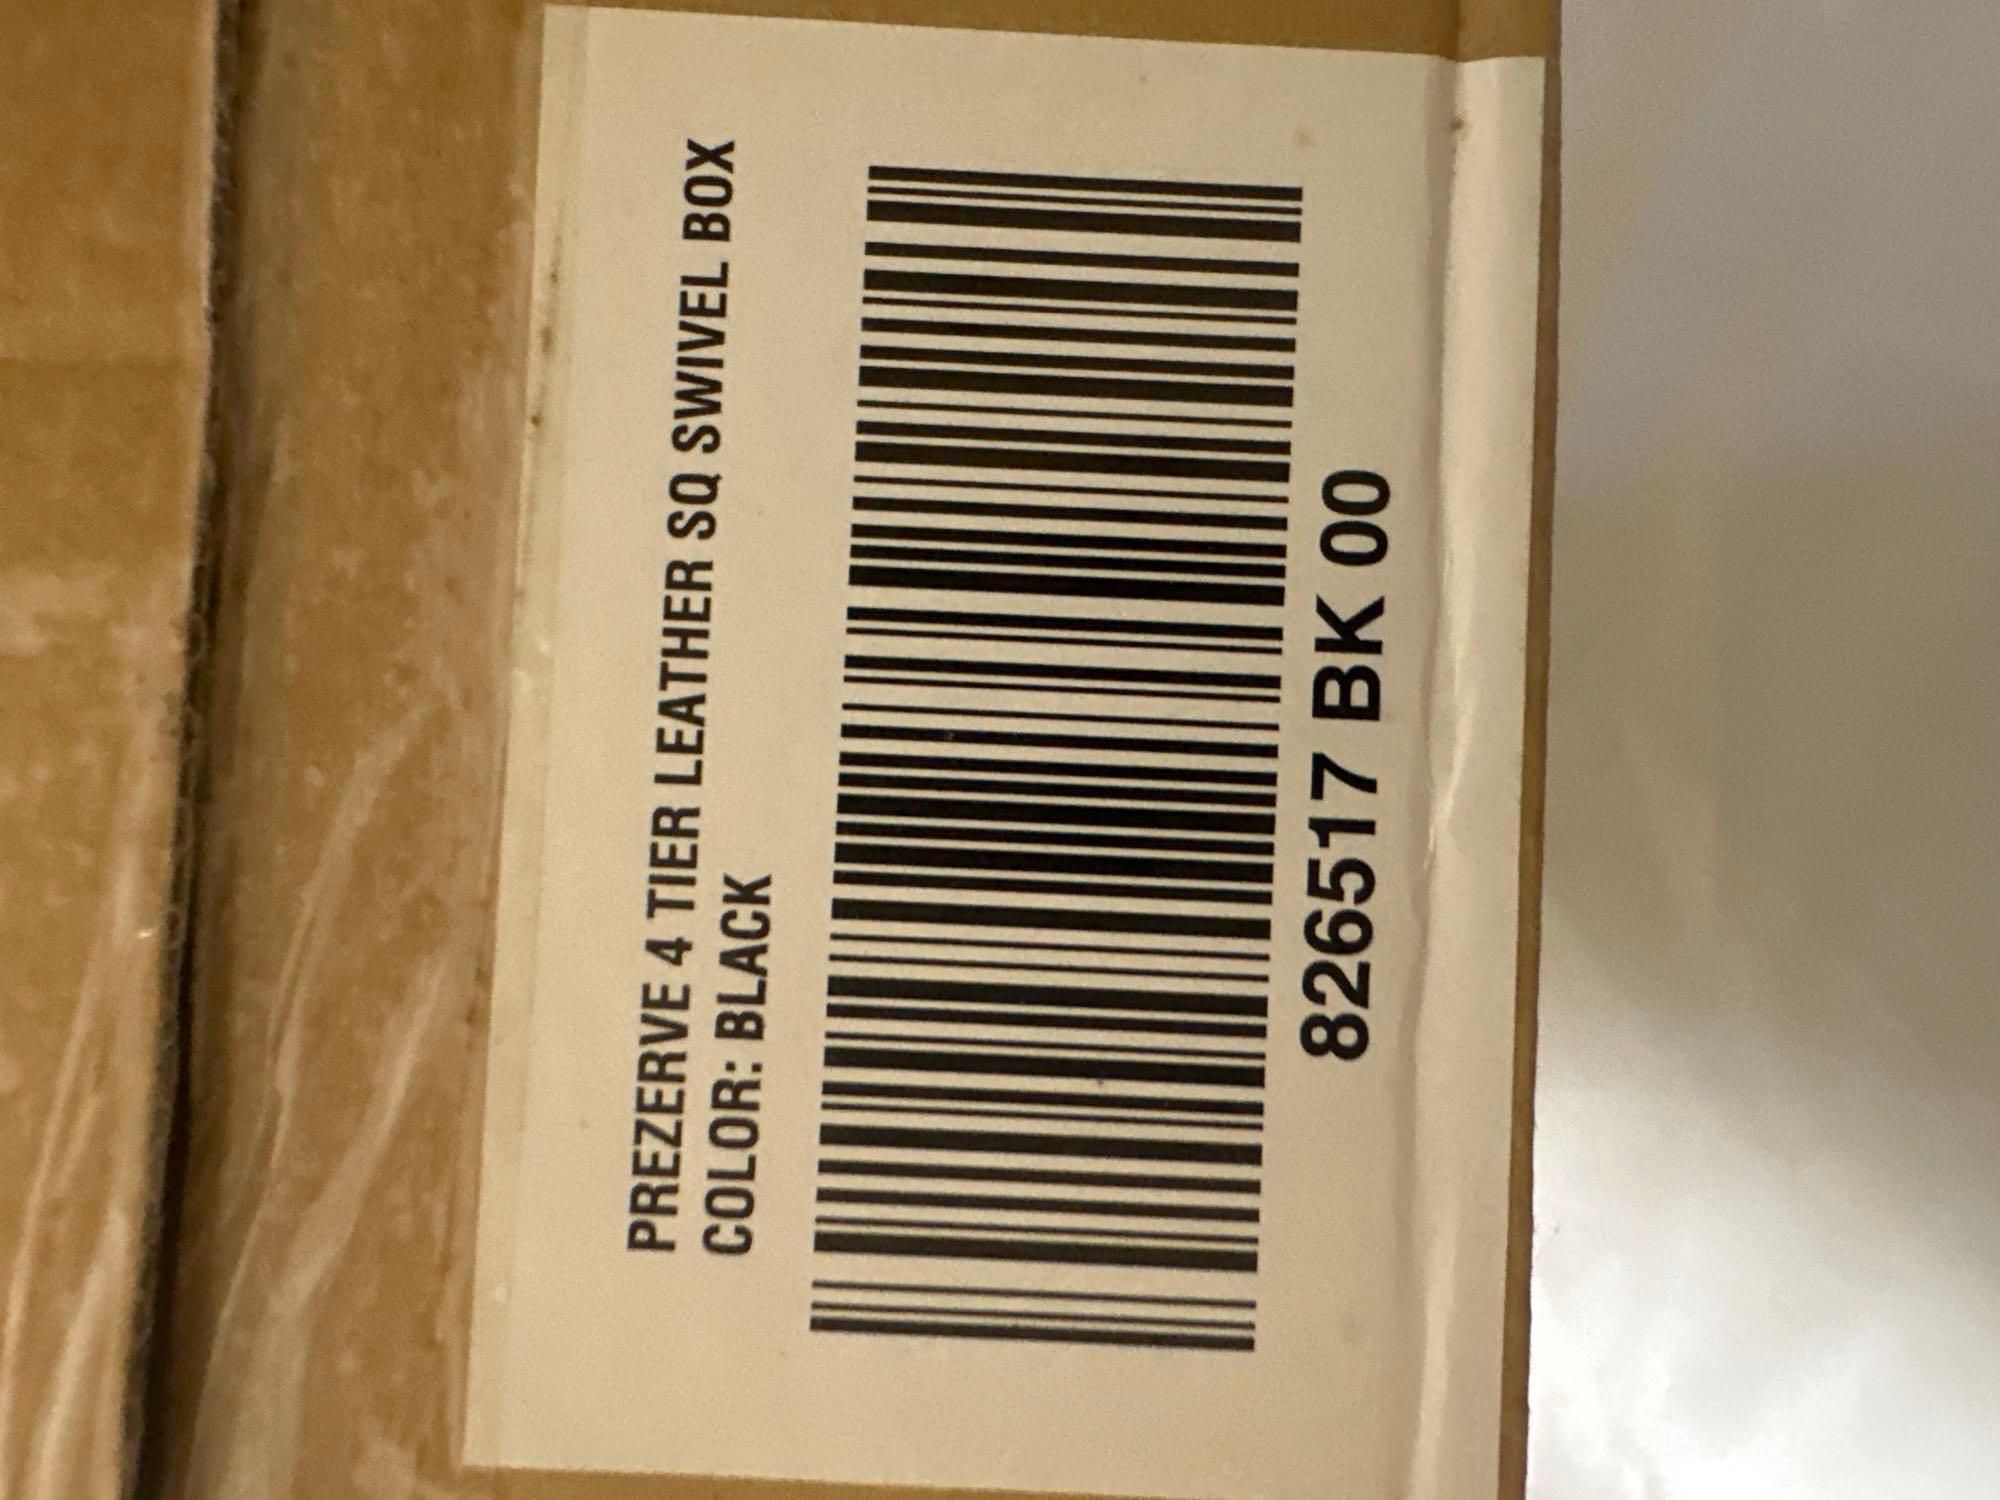 PREZERVE 4 TIER LEATHER SQ SWIVEL BOX
COLOR: BLACK
826517 BK 00